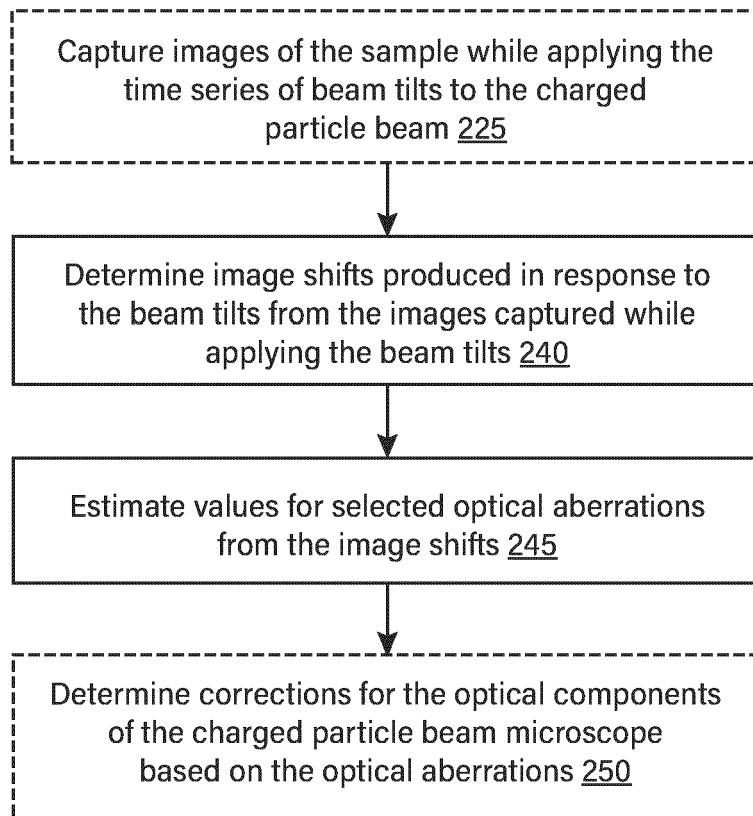 Capture images of the sample while applying the
time series of beam tilts to the charged
particle beam 225
Determine image shifts produced in response to
the beam tilts from the images captured while
applying the beam tilts 240
Estimate values for selected optical aberrations
from the image shifts 245
Determine corrections for the optical components
of the charged particle beam microscope
based on the optical aberrations 250